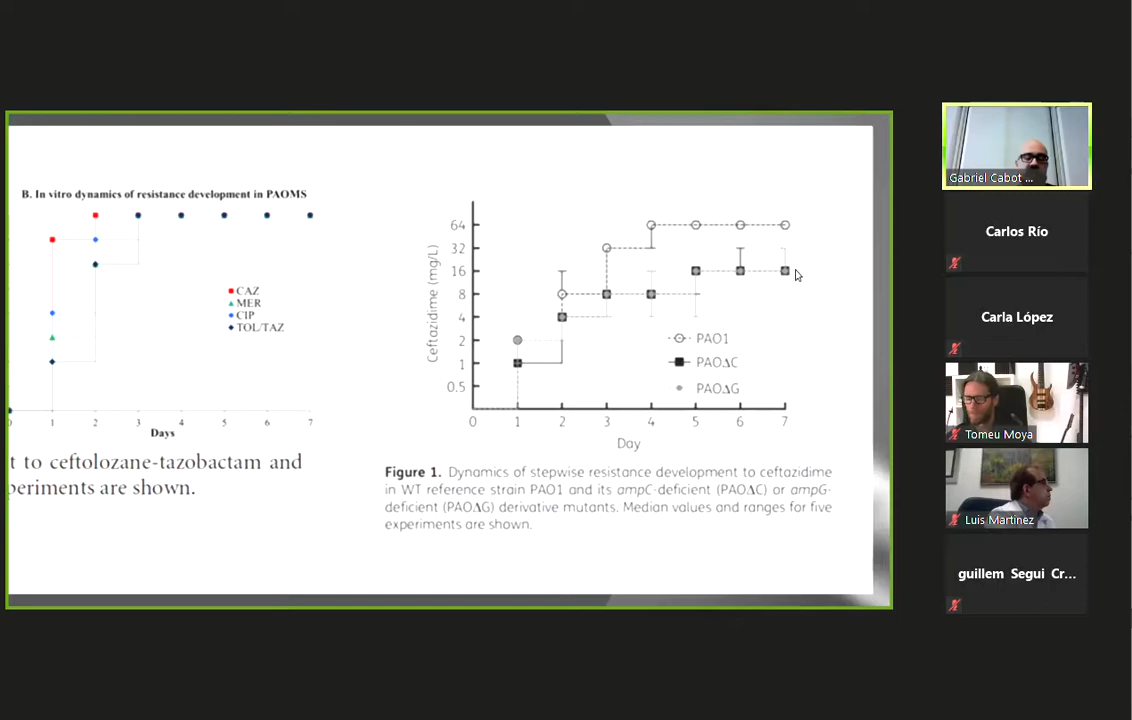 B. In vitro dynamics of resistance development in PAOMS
CAZ
MER
CIP
TOL/TAZ
1 2 3 4 5 6 7
Days
t to ceftolozane-tazobactam and
periments are shown.
Ceftazidime (mg/L)
64
32
16
8
4
2
1
0.5
PAO1
PAOΔC
PAOΔG
0 1 2 3 4 5 6 7
Day
Figure 1. Dynamics of stepwise resistance development to ceftazidime
in WT reference strain PAO1 and its ampC-deficient (PAOΔC) or ampG-
deficient (PAOΔG) derivative mutants. Median values and ranges for five
experiments are shown.
Gabriel Cabot ...
Carlos Río
Carla López
Tomeu Moya
Luis Martinez
guillem Segui Cr...